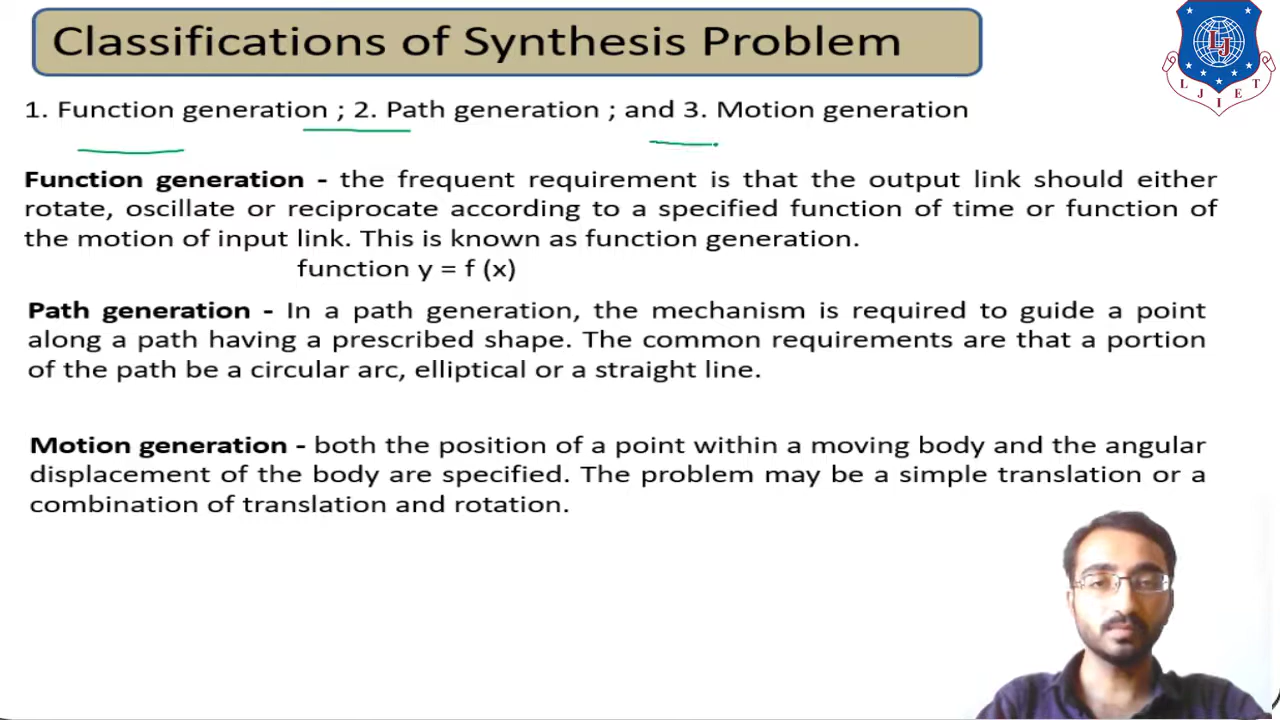 Classifications of Synthesis Problem
LJ
L J I E T
1. Function generation ; 2. Path generation ; and 3. Motion generation
Function generation - the frequent requirement is that the output link should either
rotate, oscillate or reciprocate according to a specified function of time or function of
the motion of input link. This is known as function generation.
function y = f (x)
Path generation - In a path generation, the mechanism is required to guide a point
along a path having a prescribed shape. The common requirements are that a portion
of the path be a circular arc, elliptical or a straight line.
Motion generation - both the position of a point within a moving body and the angular
displacement of the body are specified. The problem may be a simple translation or a
combination of translation and rotation.